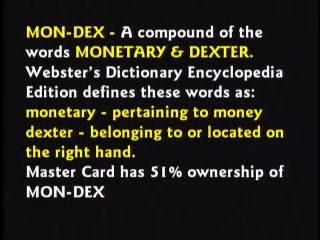 MON-DEX - A compound of the
words MONETARY & DEXTER.
Webster's Dictionary Encyclopedia
Edition defines these words as:
monetary - pertaining to money
dexter - belonging to or located on
the right hand.
Master Card has 51% ownership of
MON-DEX